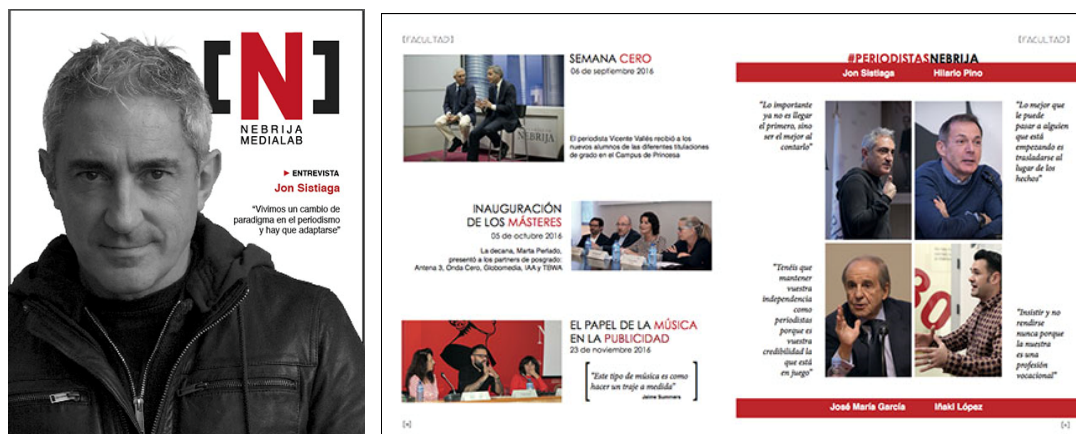 [N]
NEBRIJA
MEDIALAB
► ENTREVISTA
Jon Sistiaga
"Vivimos un cambio de
paradigma en el periodismo
y hay que adaptarse"
[FACULTAD]
SEMANA CERO
06 de septiembre 2016
NEBRIJA
El periodista Vicente Vallés recibió a los
nuevos alumnos de las diferentes titulaciones
de grado en el Campus de Princesa
INAUGURACIÓN
DE LOS MÁSTERES
05 de octubre 2016
La decana, Marta Perlado,
presentó a los partners de posgrado:
Antena 3, Onda Cero, Globomedia, IAA y TBWA
EL PAPEL DE LA MÚSICA
EN LA PUBLICIDAD
23 de noviembre 2016
"Este tipo de música es como
hacer un traje a medida"
Jaime Summers
[FACULTAD]
#PERIODISTASNEBRIJA
Jon Sistiaga Hilario Pino
"Lo importante
ya no es llegar
el primero, sino
ser el mejor al
contarlo"
"Lo mejor que
le puede
pasar a alguien
que está
empezando es
trasladarse al
lugar de los
hechos"
"Tenéis que
mantener
vuestra
independencia
como
periodistas
porque es
vuestra
credibilidad la
que está
en juego"
"Insistir y no
rendirse
nunca porque
la nuestra
es una
profesión
vocacional"
José María García Iñaki López